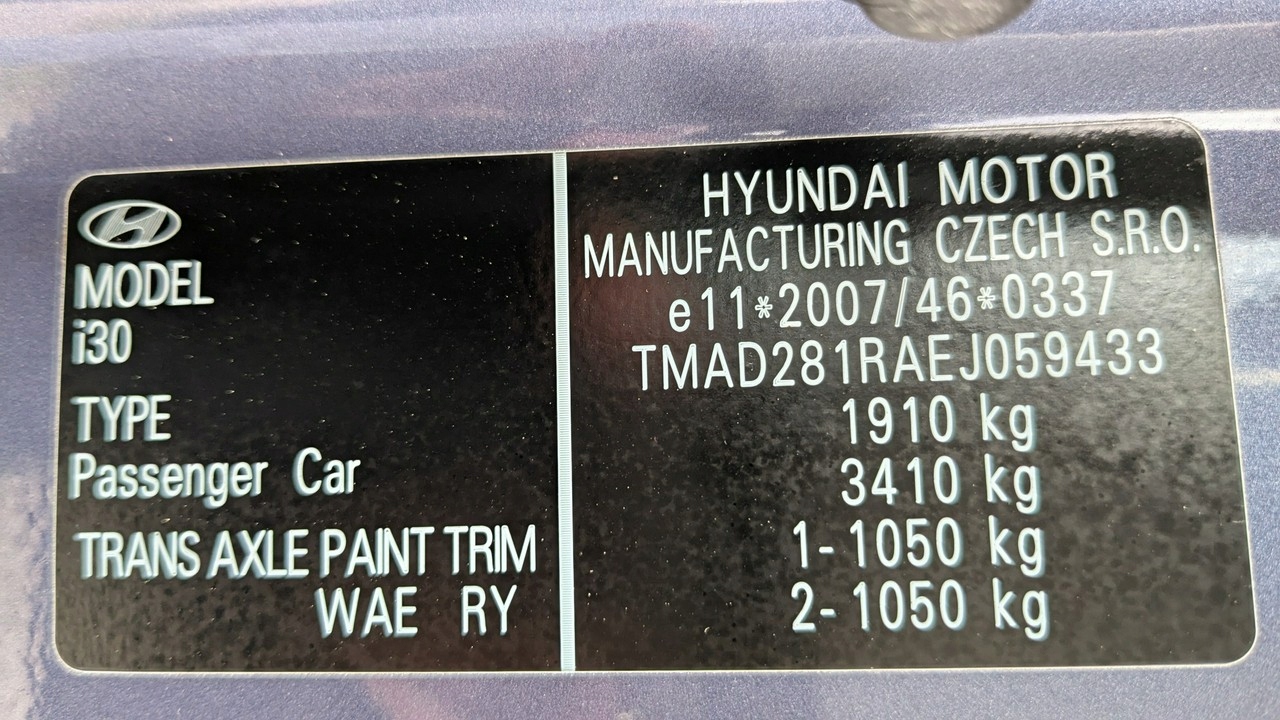 MODEL
i30
TYPE
Passenger Car
TRANS AXLE PAINT TRIM
WAE RY
HYUNDAI MOTOR
MANUFACTURING CZECH S.R.O.
e11*2007/46*0337
TMAD281RAEJ059433
1910 kg
3410 kg
1-1050 kg
2-1050 kg